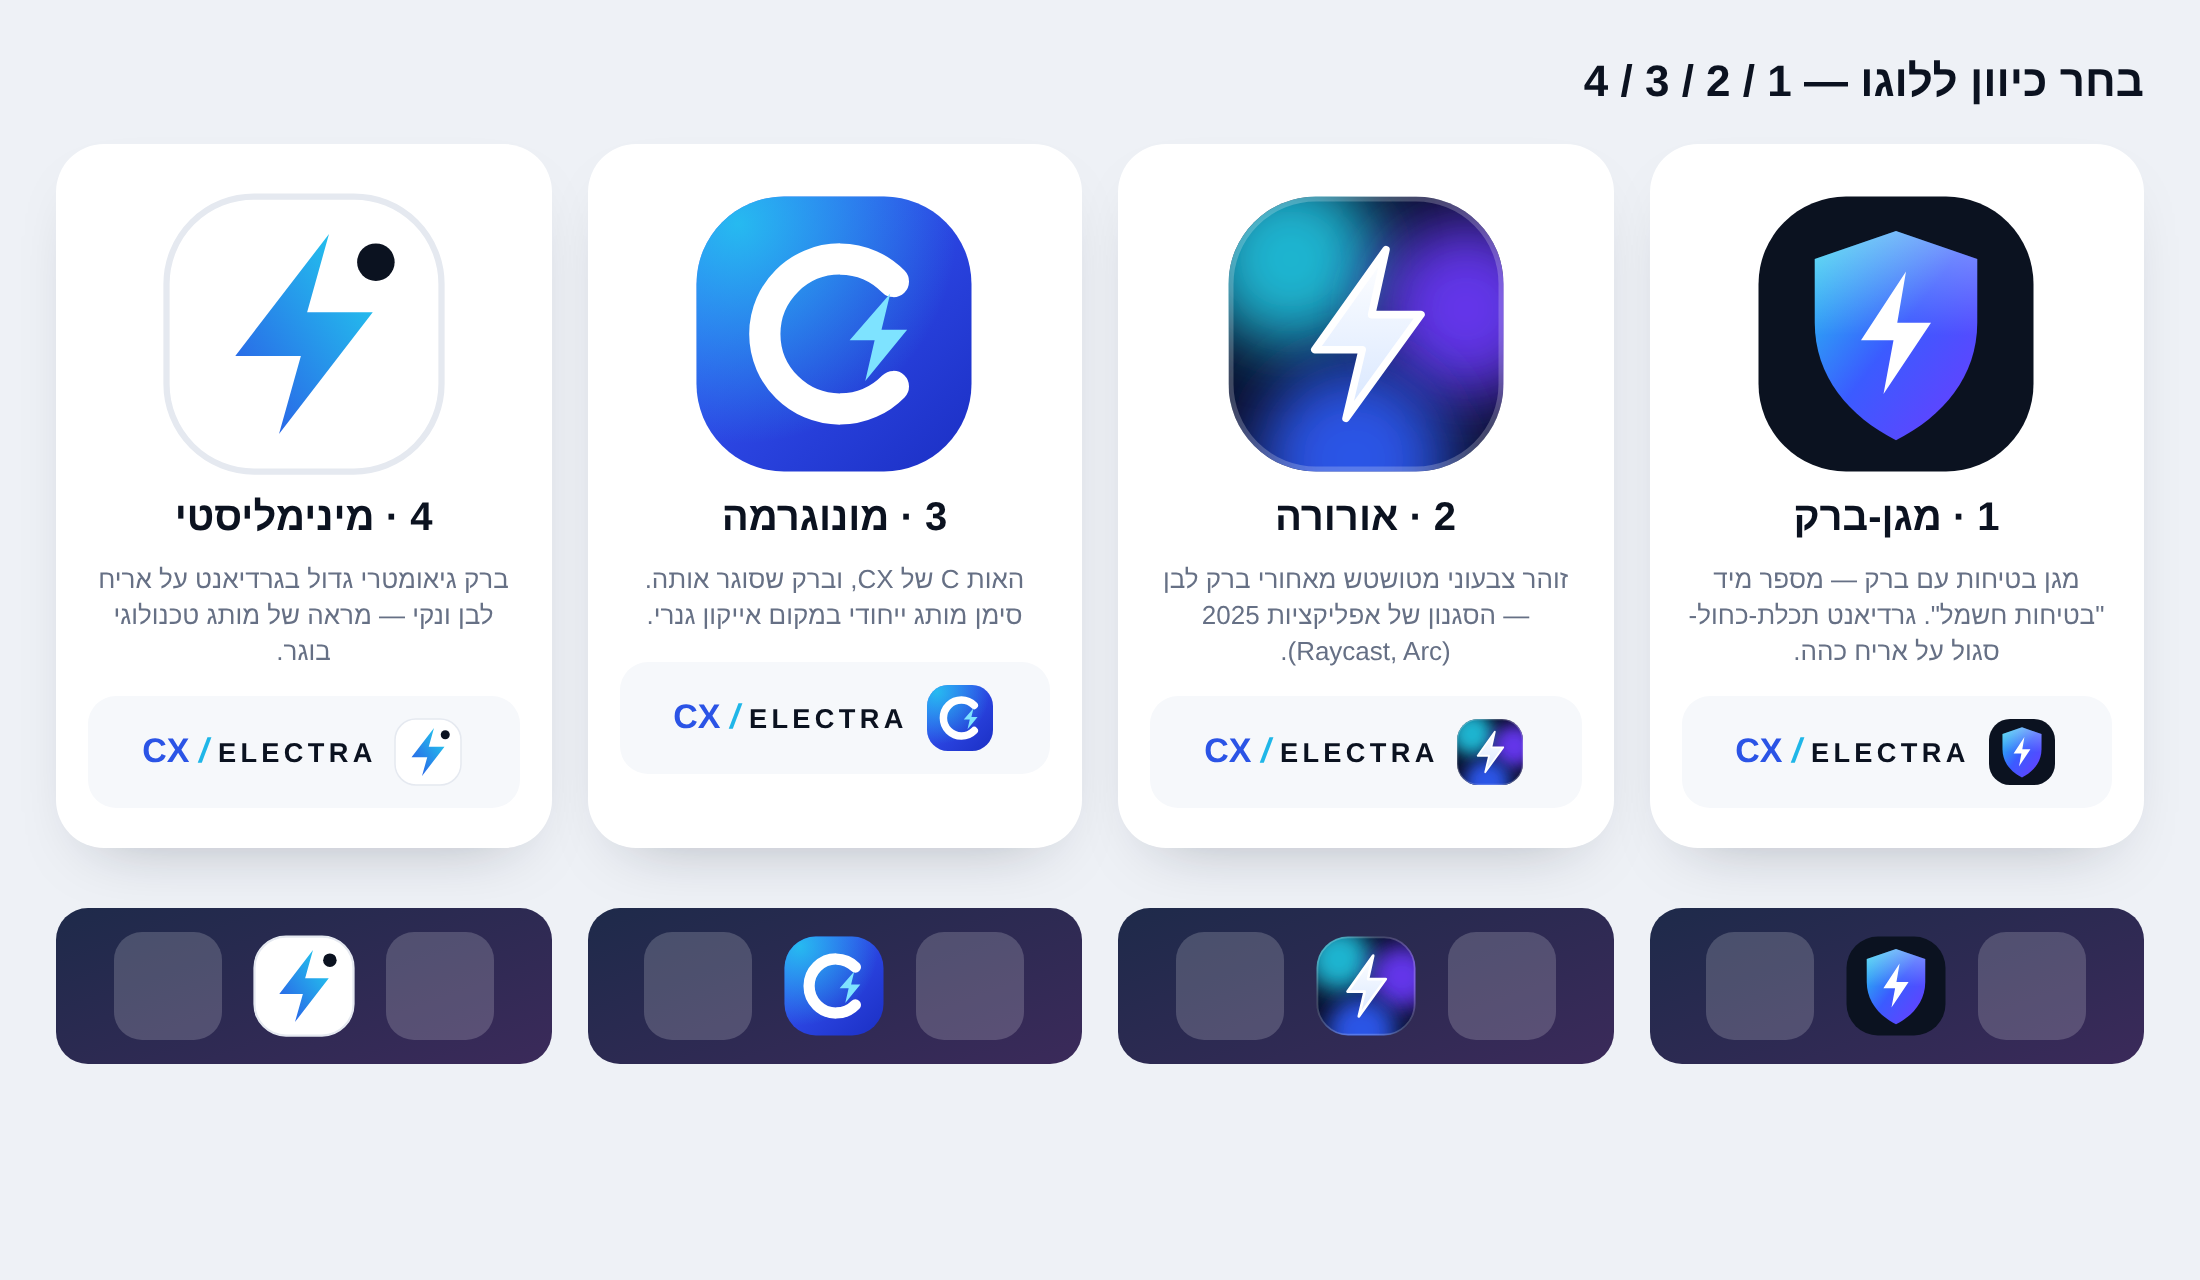 בחר כיוון ללוגו — 1 / 2 / 3 / 4
1 · מגן-ברק
מגן בטיחות עם ברק — מספר מיד
"בטיחות חשמל". גרדיאנט תכלת-כחול-
סגול על אריח כהה.
CX / ELECTRA
2 · אורורה
זוהר צבעוני מטושטש מאחורי ברק לבן
— הסגנון של אפליקציות 2025
(Raycast, Arc).
CX / ELECTRA
3 · מונוגרמה
האות C של CX, וברק שסוגר אותה.
סימן מותג ייחודי במקום אייקון גנרי.
CX / ELECTRA
4 · מינימליסטי
ברק גיאומטרי גדול בגרדיאנט על אריח
לבן ונקי — מראה של מותג טכנולוגי
בוגר.
CX / ELECTRA